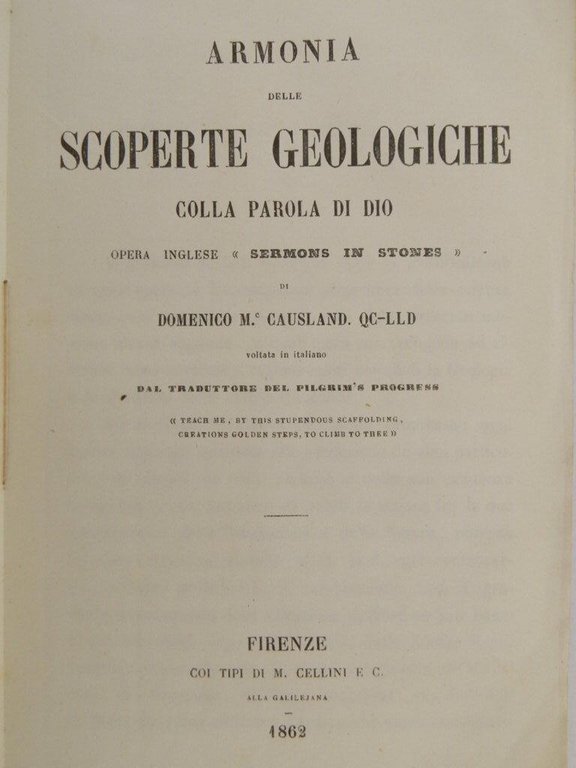 ARMONIA
DELLE
SCOPERTE GEOLOGICHE
COLLA PAROLA DI DIO
OPERA INGLESE « SERMONS IN STONES »
DI
DOMENICO M.c CAUSLAND. QC-LLD
voltata in italiano
DAL TRADUTTORE DEL PILGRIM'S PROGRESS
« TEACH ME, BY THIS STUPENDOUS SCAFFOLDING,
CREATIONS GOLDEN STEPS, TO CLIMB TO THEE »
FIRENZE
COI TIPI DI M. CELLINI E C.
ALLA GALILEJANA
1862